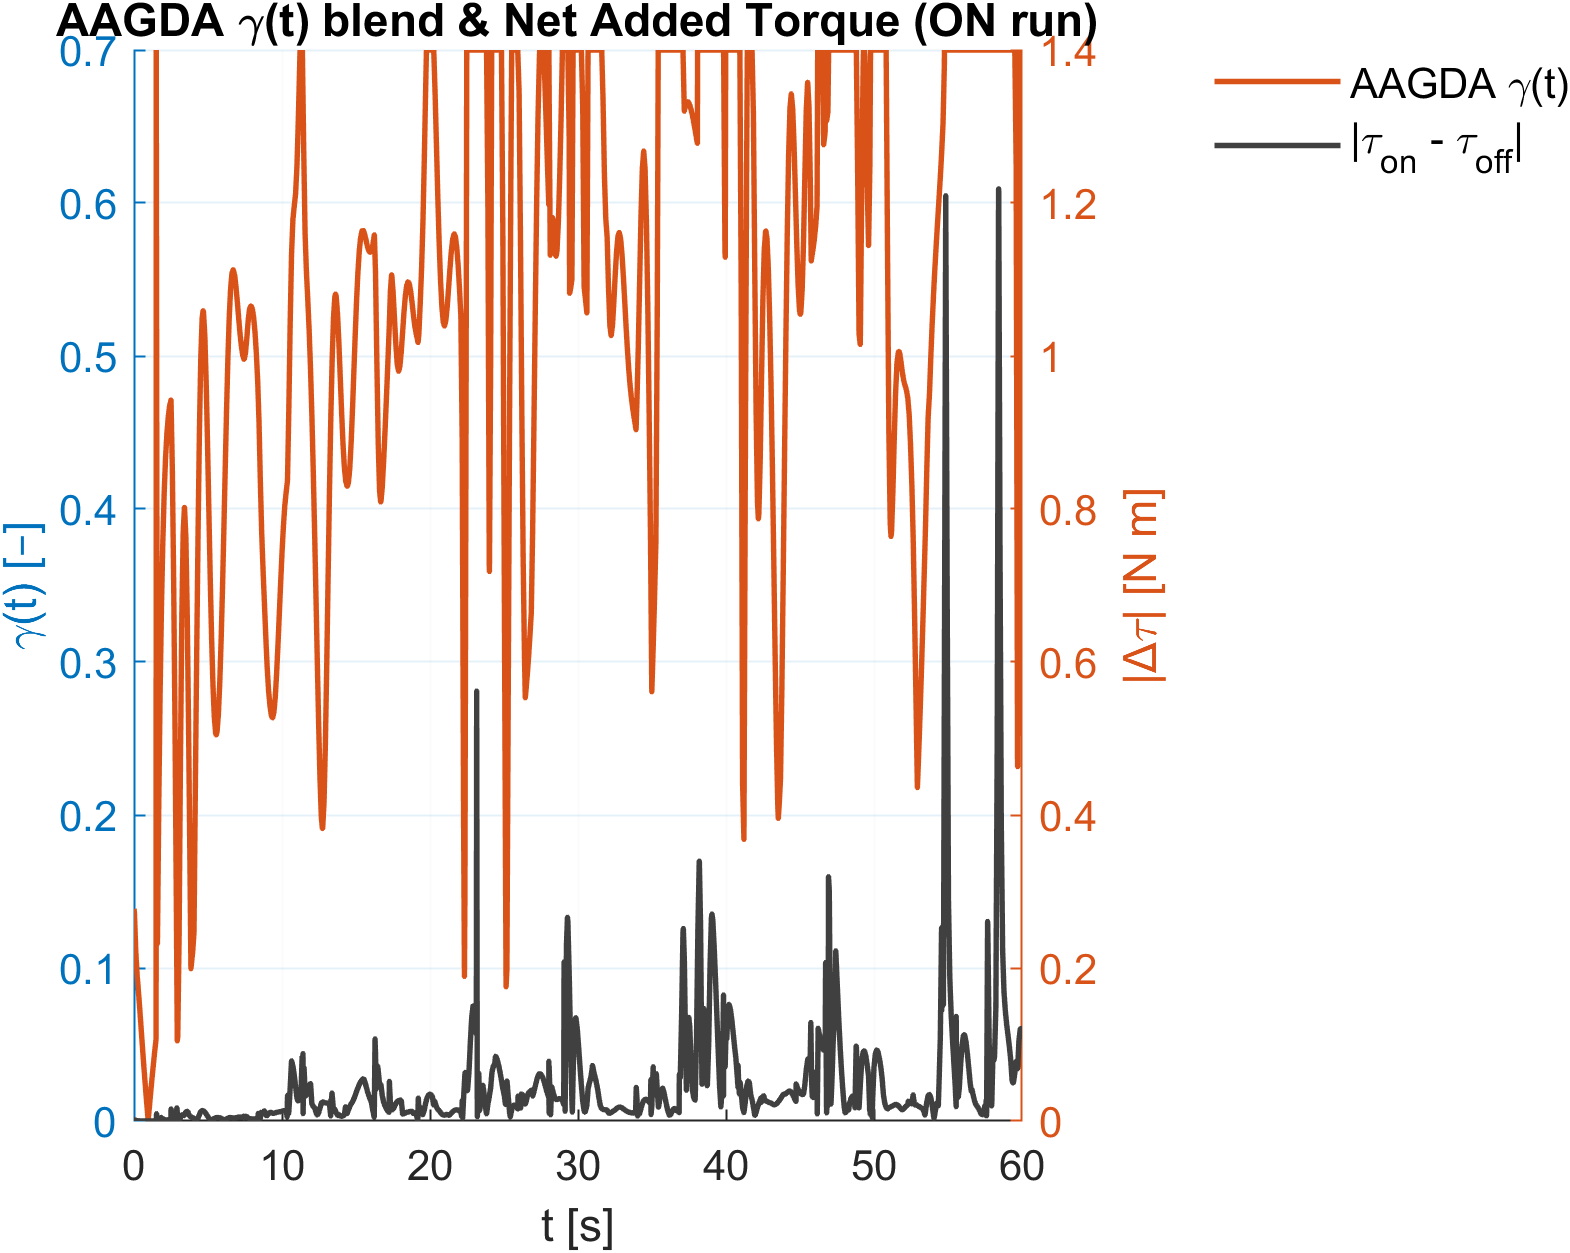 AAGDA γ(t) blend & Net Added Torque (ON run)
AAGDA γ(t)
|τon - τoff|
γ(t) [−]
0.7
0.6
0.5
0.4
0.3
0.2
0.1
0
|Δτ| [N m]
1.4
1.2
1
0.8
0.6
0.4
0.2
0
0 10 20 30 40 50 60
t [s]